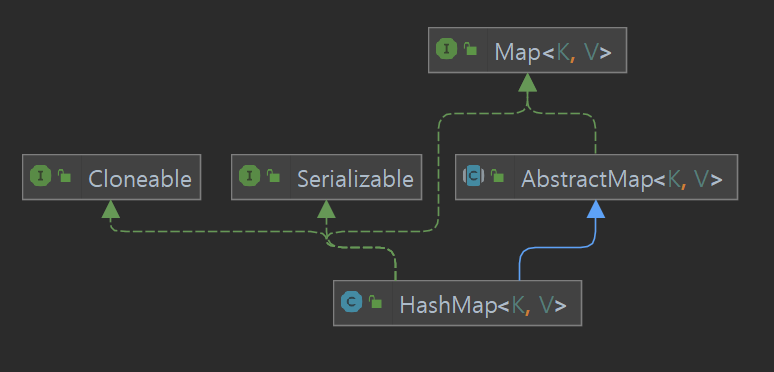 I Map<K, V>
I Cloneable
I Serializable
C AbstractMap<K, V>
C HashMap<K, V>